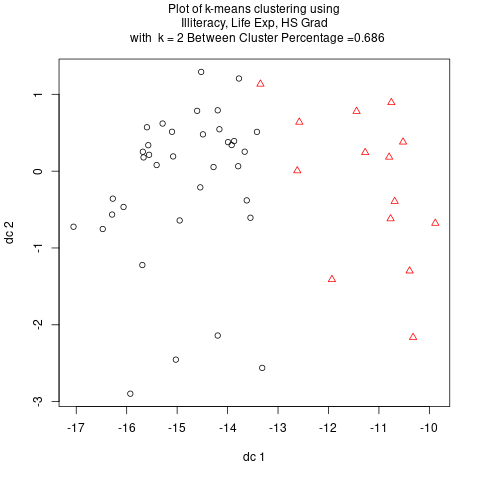 Plot of k-means clustering using
Illiteracy, Life Exp, HS Grad
with k = 2 Between Cluster Percentage =0.686
1
0
-1
-2
-3
dc 2
-17 -16 -15 -14 -13 -12 -11 -10
dc 1